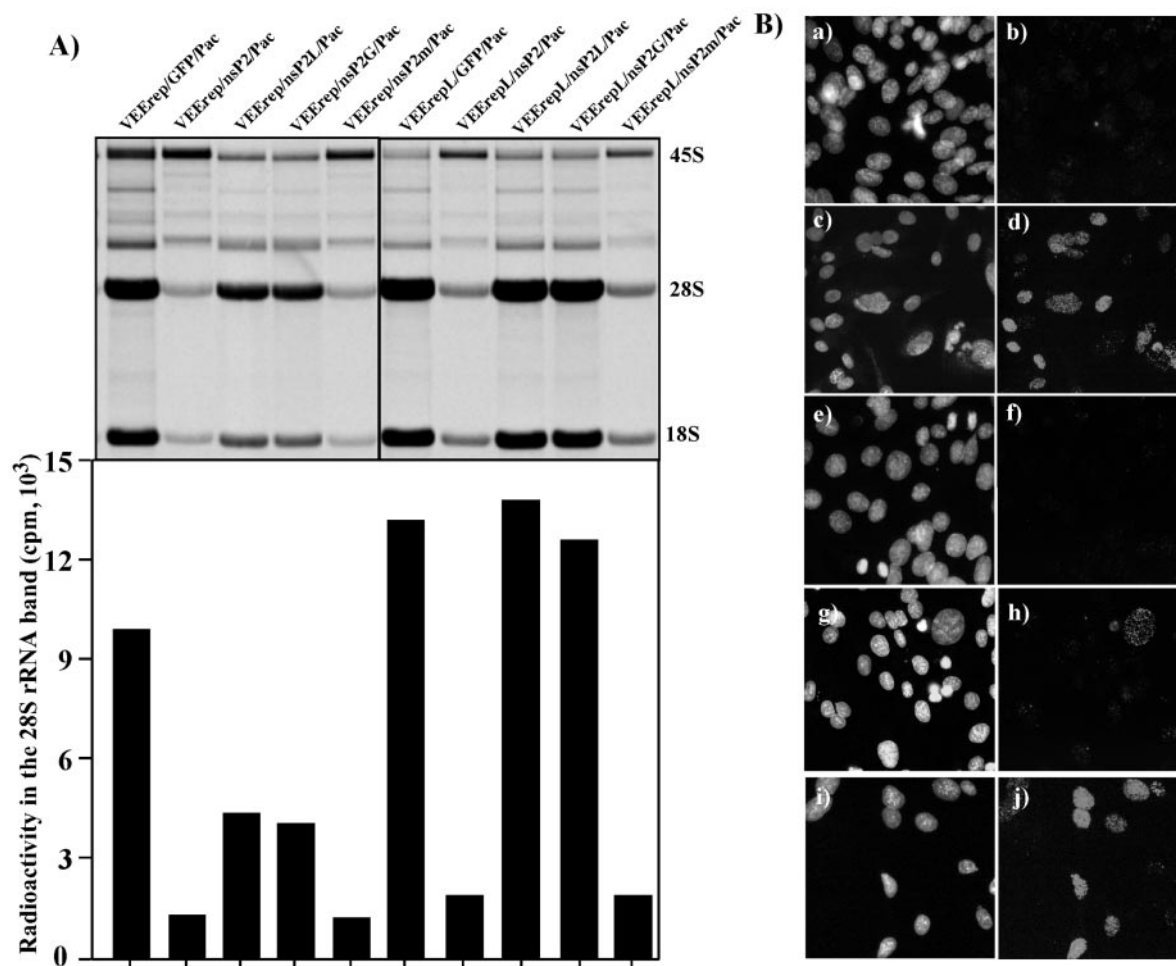 A)
VEErep/GFP/Pac
VEErep/nsP2/Pac
VEErep/nsP2L/Pac
VEErep/nsP2G/Pac
VEErep/nsP2m/Pac
VEErepL/GFP/Pac
VEErepL/nsP2/Pac
VEErepL/nsP2L/Pac
VEErepL/nsP2G/Pac
VEErepL/nsP2m/Pac
45S
28S
18S
Radioactivity in the 28S rRNA band (cpm, 10³)
15
12
9
6
3
0
B)
a)
b)
c)
d)
e)
f)
g)
h)
i)
j)